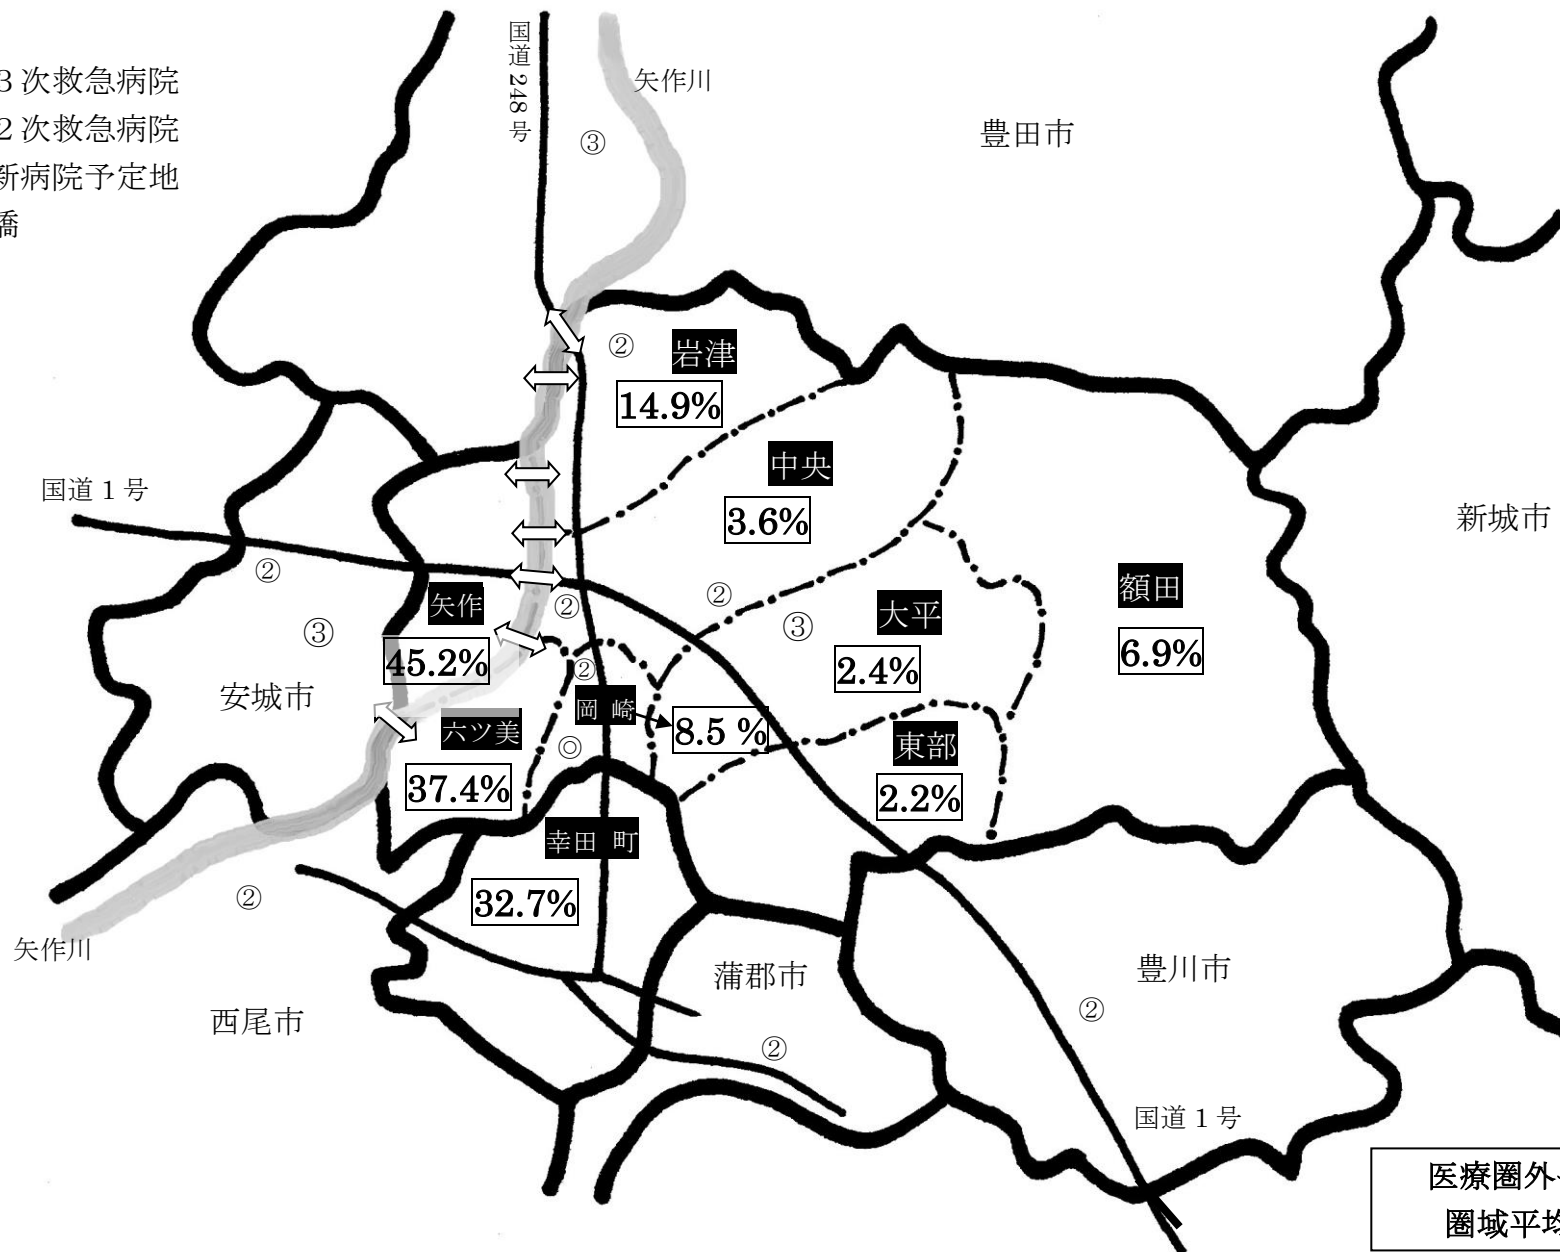 3次救急病院
2次救急病院
新病院予定地
橋
国道248号
矢作川
③
豊田市
②
岩津
14.9%
中央
3.6%
国道1号
新城市
②
矢作
②
②
大平
額田
③
③
45.2%
2.4%
6.9%
安城市
②
岡崎
六ツ美
8.5 %
東部
◎
37.4%
2.2%
幸田町
②
32.7%
矢作川
蒲郡市
豊川市
西尾市
②
②
国道1号
医療圏外
圏域平均